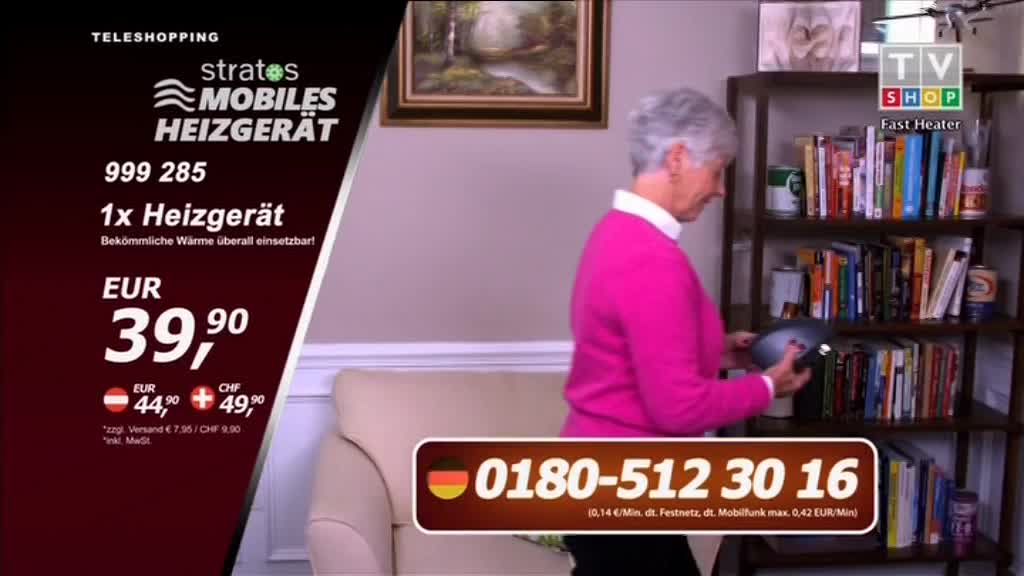 TELESHOPPING
stratos
MOBILES
HEIZGERÄT
999 285
1x Heizgerät
Bekömmliche Wärme überall einsetzbar!
EUR
39,90
EUR
44,90
CHF
49,90
*zzgl. Versand € 7,95 / CHF 9,90
*inkl. MwSt.
TV
SHOP
Fast Heater
0180-512 30 16
(0,14 €/Min. dt. Festnetz, dt. Mobilfunk max. 0,42 EUR/Min)